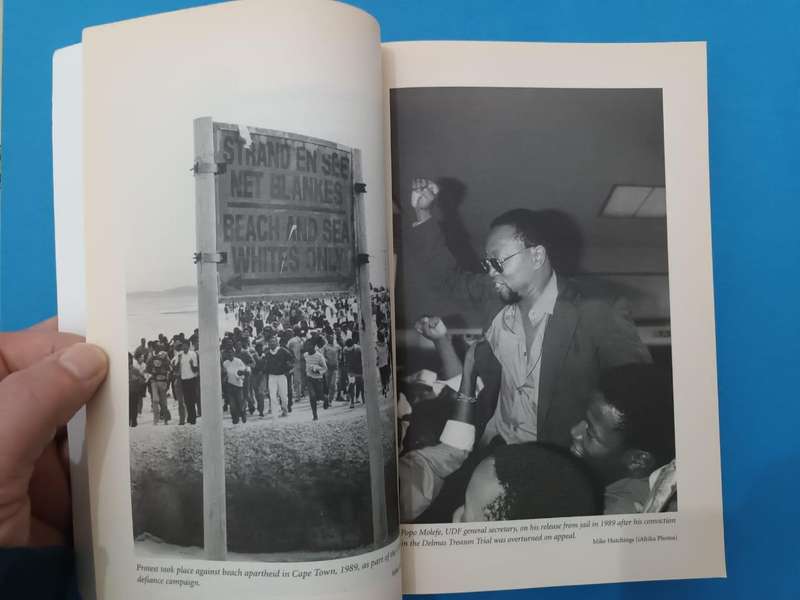 STRAND EN SEE
NET BLANKES
BEACH AND SEA
WHITES ONLY
Protest took place against beach apartheid in Cape Town, 1989, as part of the
defiance campaign.
Popo Molefe, UDF general secretary, on his release from jail in 1989 after his conviction
in the Delmas Treason Trial was overturned on appeal.
Mike Hutchings (iAfrika Photos)